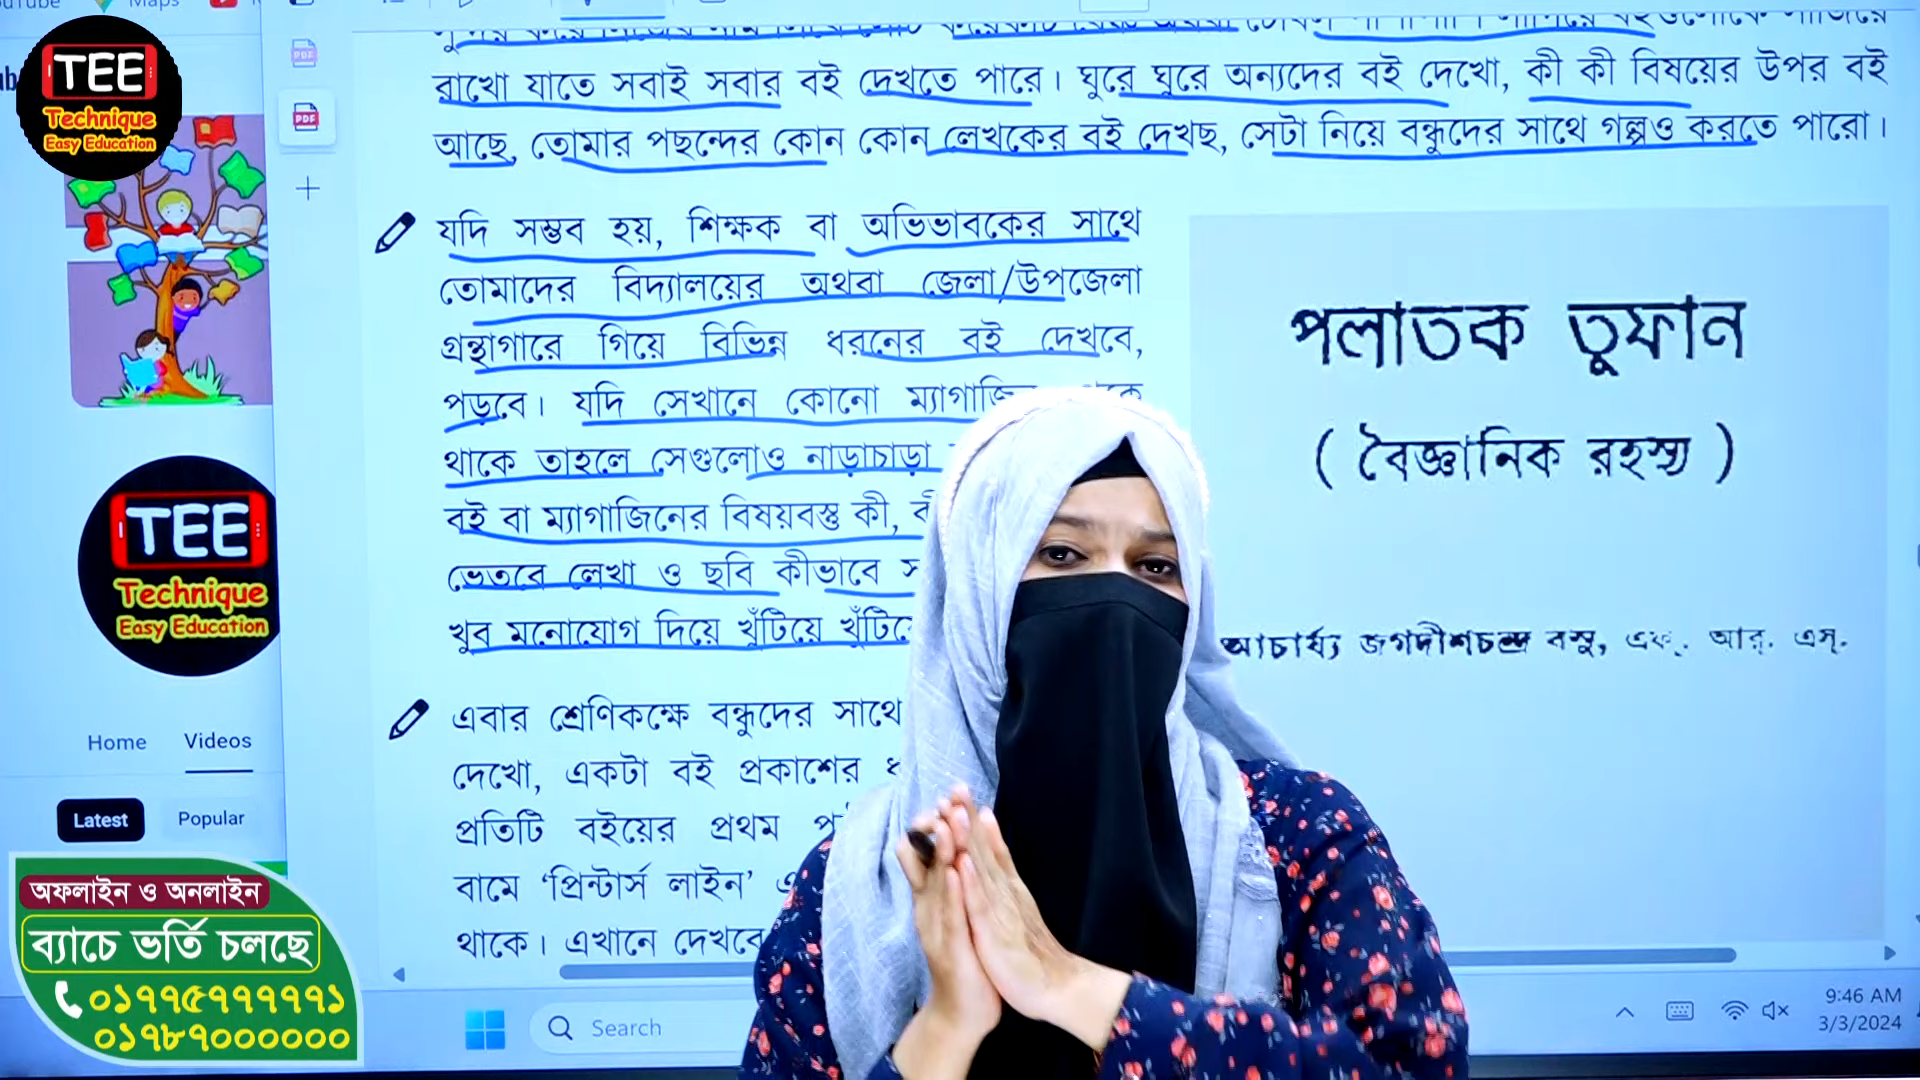 Maps
TEE
Technique
Easy Education
রাখো যাতে সবাই সবার বই দেখতে পারে। ঘুরে ঘুরে অন্যদের বই দেখো, কী কী বিষয়ের উপর বই
আছে, তোমার পছন্দের কোন কোন লেখকের বই দেখছ, সেটা নিয়ে বন্ধুদের সাথে গল্পও করতে পারো।
যদি সম্ভব হয়, শিক্ষক বা অভিভাবকের সাথে
তোমাদের বিদ্যালয়ের অথবা জেলা/উপজেলা
গ্রন্থাগারে গিয়ে বিভিন্ন ধরনের বই দেখবে,
পড়বে। যদি সেখানে কোনো
থাকে তাহলে সেগুলোও নাড়াচাড়া
বই বা ম্যাগাজিনের বিষয়বস্তু কী,
ভেতরে লেখা ও ছবি কীভাবে
খুব মনোযোগ দিয়ে খুঁটিয়ে
এবার শ্রেণিকক্ষে বন্ধুদের সাথে
দেখো, একটা বই প্রকাশের
প্রতিটি বইয়ের প্রথম
বামে ‘প্রিন্টার্স লাইন’
থাকে। এখানে দেখবে
পলাতক তুফান
( বৈজ্ঞানিক রহস্য )
আচার্য্য জগদীশচন্দ্র বসু, এফ্. আর্. এস্.
PDF
PDF
TEE
Technique
Easy Education
Home Videos
Latest Popular
অফলাইন ও অনলাইন
ব্যাচে ভর্তি চলছে
০১৭৭৫৭৭৭৭৭১
০১৭৮৭০০০০০০
Search
9:46 AM
3/3/2024